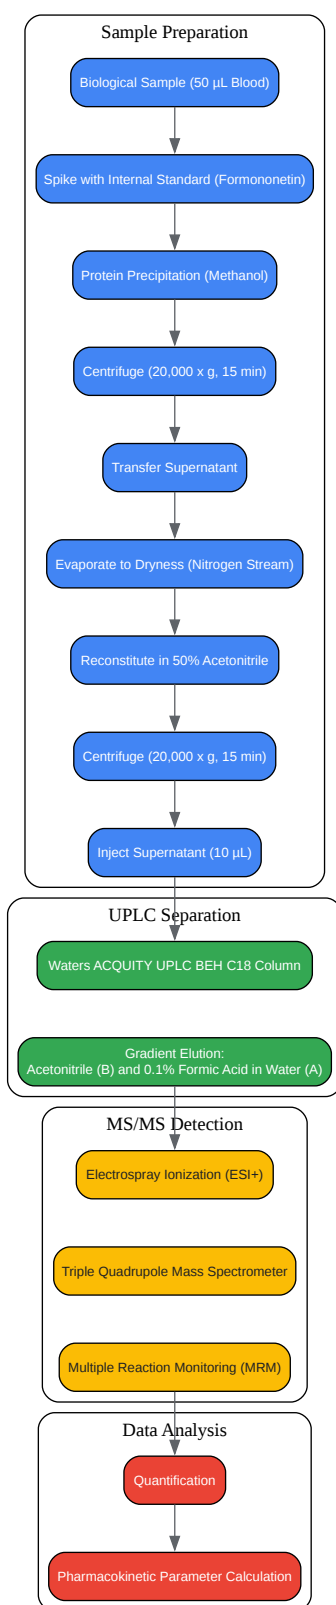 Sample Preparation
Biological Sample (50 µL Blood)
Spike with Internal Standard (Formononetin)
Protein Precipitation (Methanol)
Centrifuge (20,000 x g, 15 min)
Transfer Supernatant
Evaporate to Dryness (Nitrogen Stream)
Reconstitute in 50% Acetonitrile
Centrifuge (20,000 x g, 15 min)
Inject Supernatant (10 µL)
UPLC Separation
Waters ACQUITY UPLC BEH C18 Column
Gradient Elution:
Acetonitrile (B) and 0.1% Formic Acid in Water (A)
MS/MS Detection
Electrospray Ionization (ESI+)
Triple Quadrupole Mass Spectrometer
Multiple Reaction Monitoring (MRM)
Data Analysis
Quantification
Pharmacokinetic Parameter Calculation